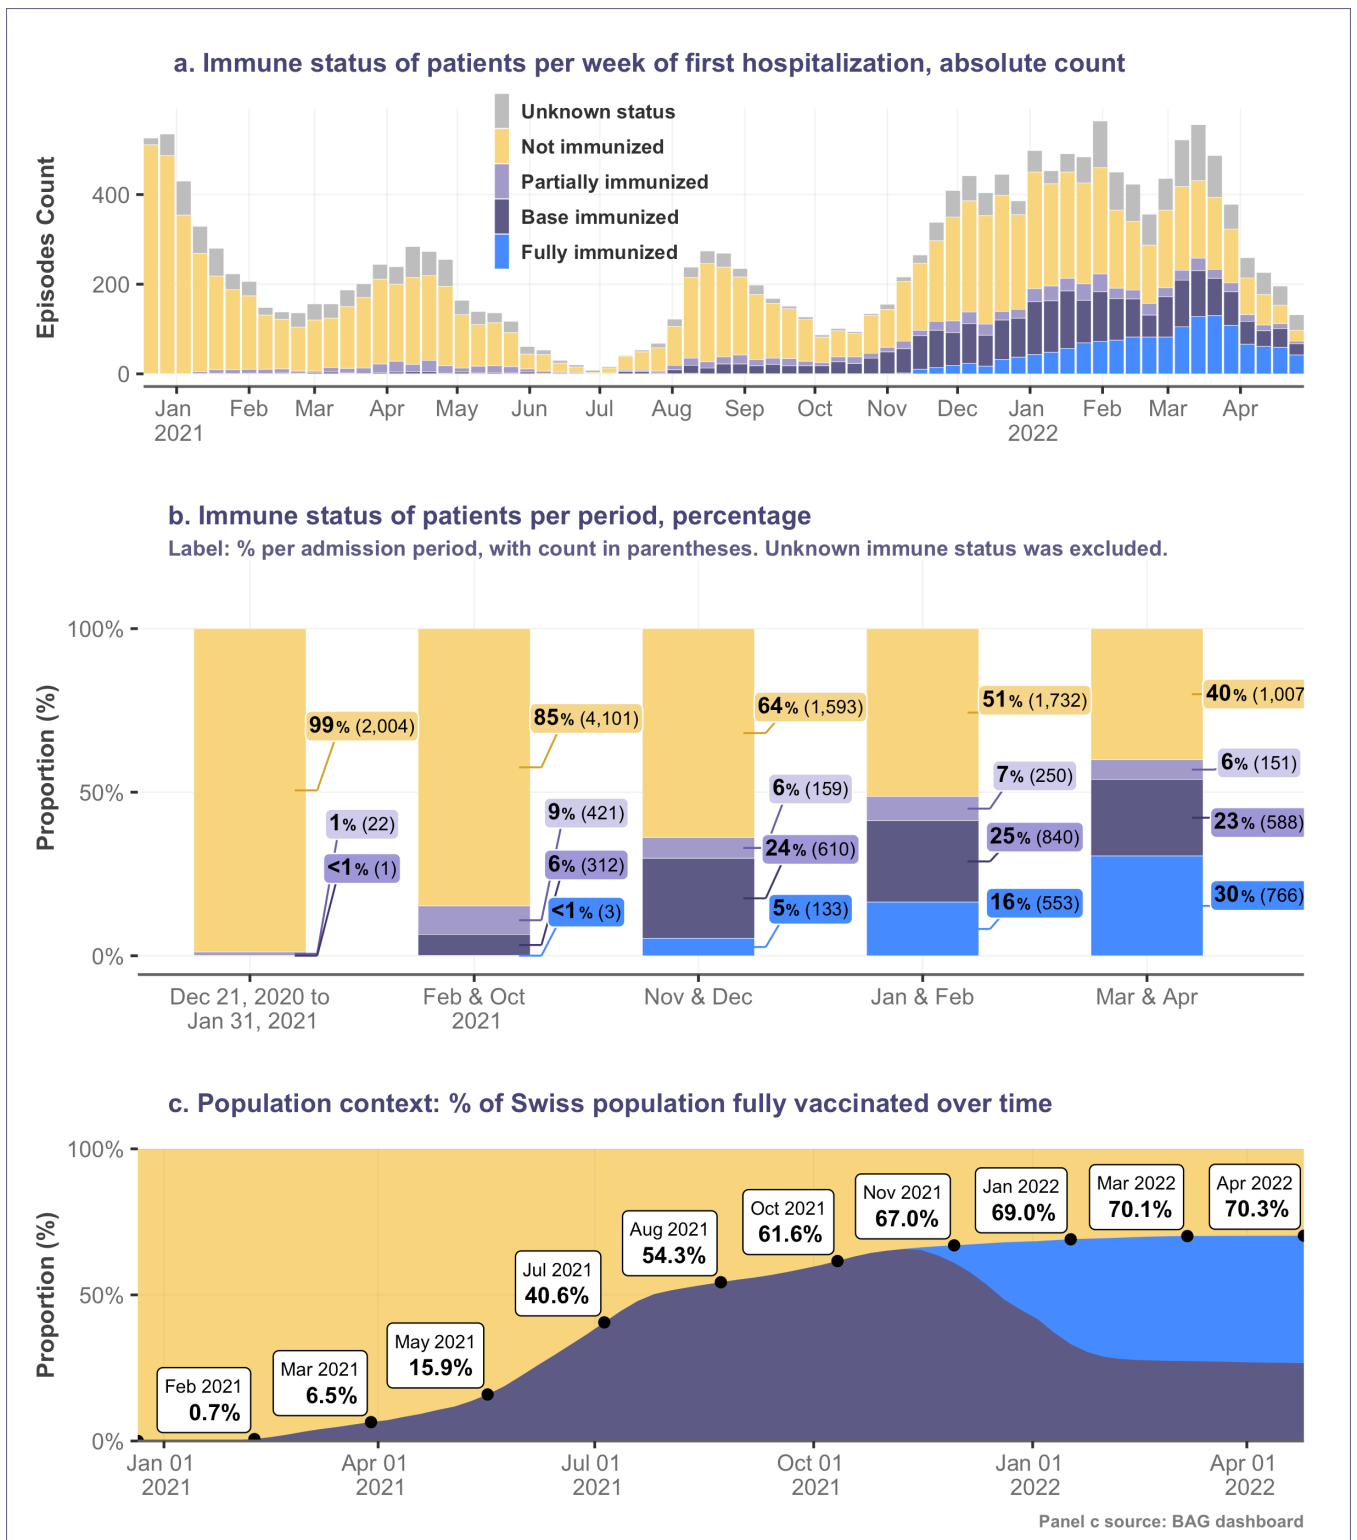 a. Immune status of patients per week of first hospitalization, absolute count
Unknown status
Not immunized
Partially immunized
Base immunized
Fully immunized
Episodes Count
400
200
0
Jan Feb Mar Apr May Jun Jul Aug Sep Oct Nov Dec Jan Feb Mar Apr
2021 2022
b. Immune status of patients per period, percentage
Label: % per admission period, with count in parentheses. Unknown immune status was excluded.
Proportion (%)
100%
50%
0%
99% (2,004)
1% (22)
<1% (1)
85% (4,101)
9% (421)
6% (312)
<1% (3)
64% (1,593)
6% (159)
24% (610)
5% (133)
51% (1,732)
7% (250)
25% (840)
16% (553)
40% (1,007
6% (151)
23% (588)
30% (766)
Dec 21, 2020 to Feb & Oct Nov & Dec Jan & Feb Mar & Apr
Jan 31, 2021 2021
c. Population context: % of Swiss population fully vaccinated over time
Proportion (%)
100%
50%
0%
Feb 2021
0.7%
Mar 2021
6.5%
May 2021
15.9%
Jul 2021
40.6%
Aug 2021
54.3%
Oct 2021
61.6%
Nov 2021
67.0%
Jan 2022
69.0%
Mar 2022
70.1%
Apr 2022
70.3%
Jan 01 Apr 01 Jul 01 Oct 01 Jan 01 Apr 01
2021 2021 2021 2021 2022 2022
Panel c source: BAG dashboard